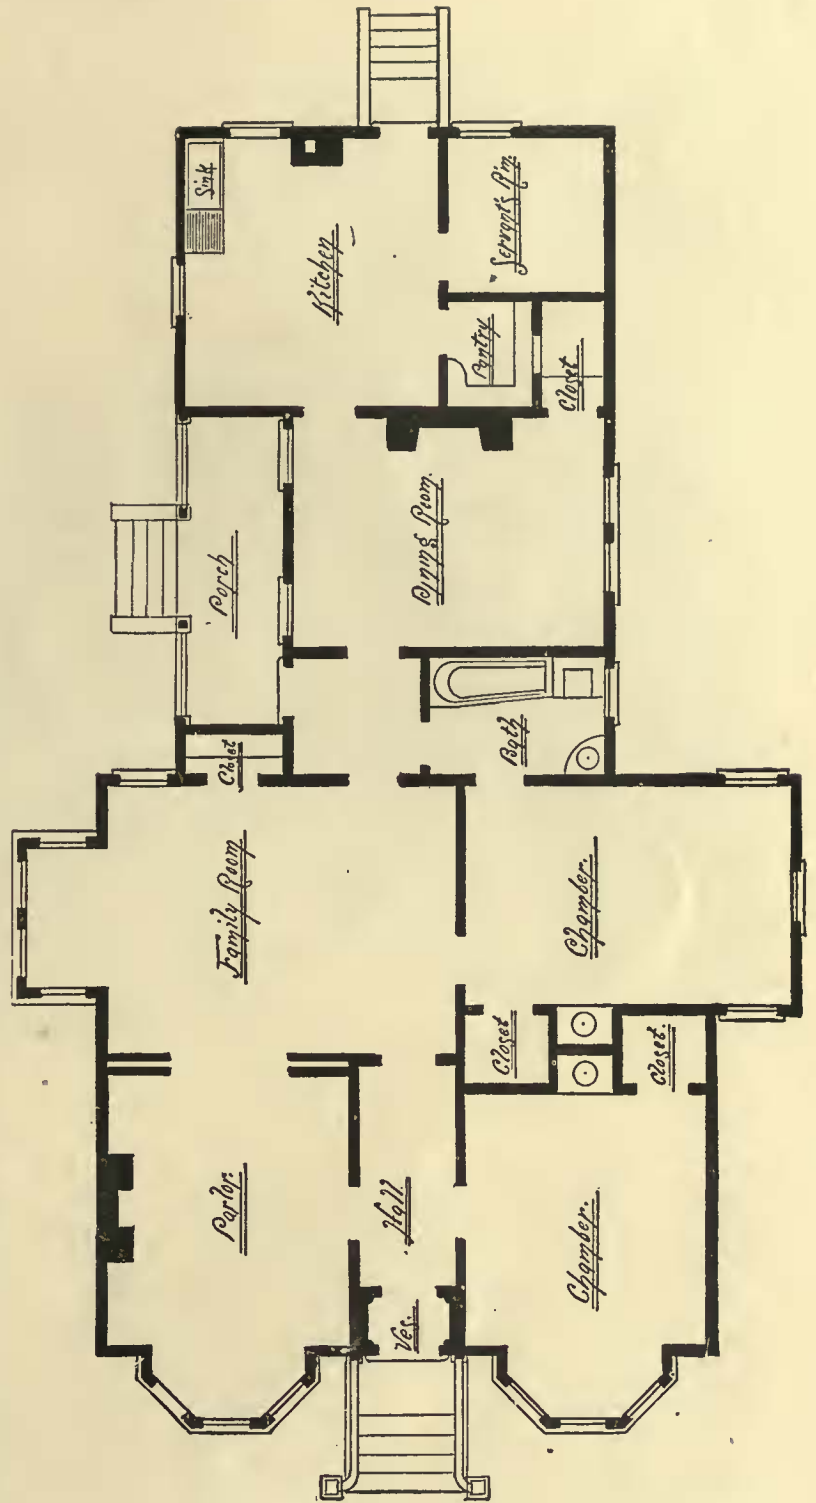 Sink
Kitchen
Servant's R'm.
Pantry
Closet
Porch
Dining Room.
Closet
Bath
Family Room.
Chamber.
Closet
Closet.
Parlor.
Hall.
Chamber.
Ves.